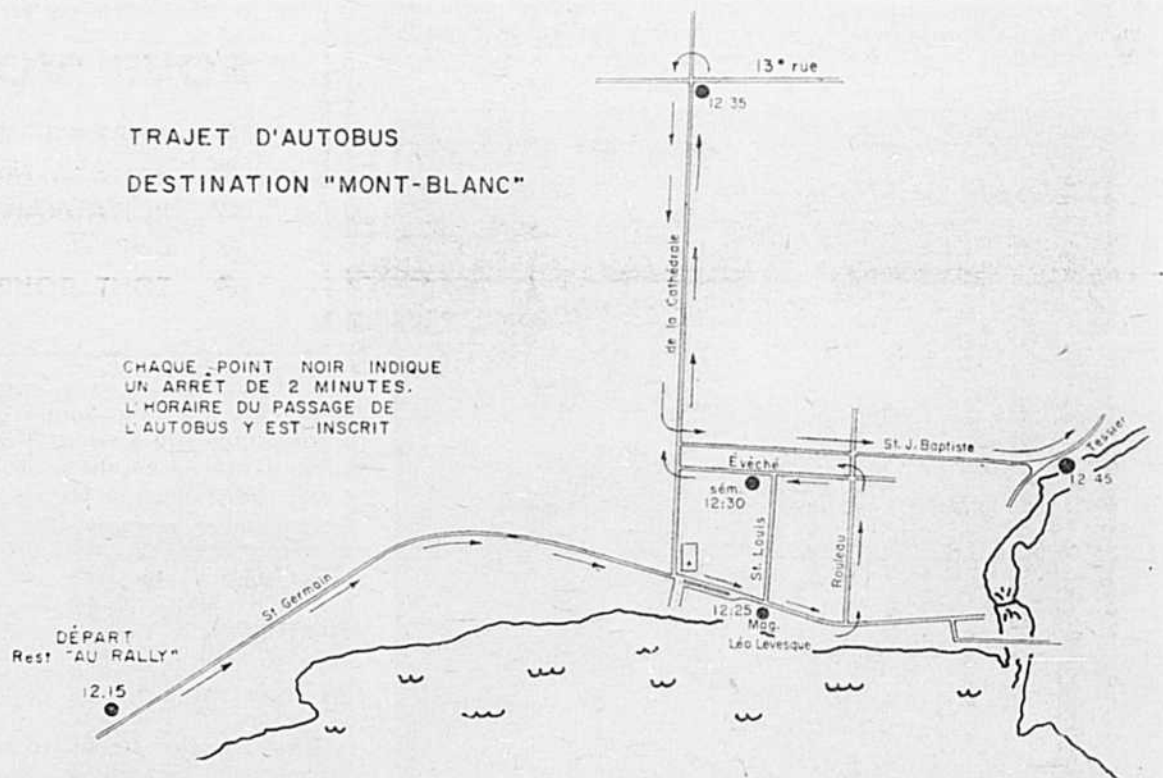 13e rue
12:35
TRAJET D'AUTOBUS
DESTINATION "MONT-BLANC"
de la Cathédrale
CHAQUE POINT NOIR INDIQUE
UN ARRÊT DE 2 MINUTES.
L'HORAIRE DU PASSAGE DE
L'AUTOBUS Y EST INSCRIT
St. J. Baptiste
Tessier
Évêché
12:45
sém.
12:30
St. Louis
Rouleau
St Germain
12:25
Mag.
Léo Levesque
DÉPART
Rest "AU RALLY"
12.15